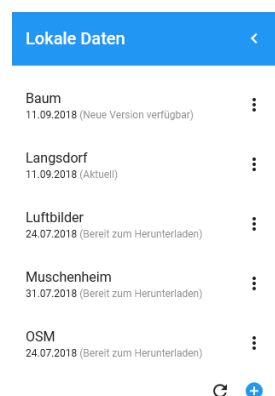 Lokale Daten
Baum
11.09.2018 (Neue Version verfügbar)
Langsdorf
11.09.2018 (Aktuell)
Luftbilder
24.07.2018 (Bereit zum Herunterladen)
Muschenheim
31.07.2018 (Bereit zum Herunterladen)
OSM
24.07.2018 (Bereit zum Herunterladen)